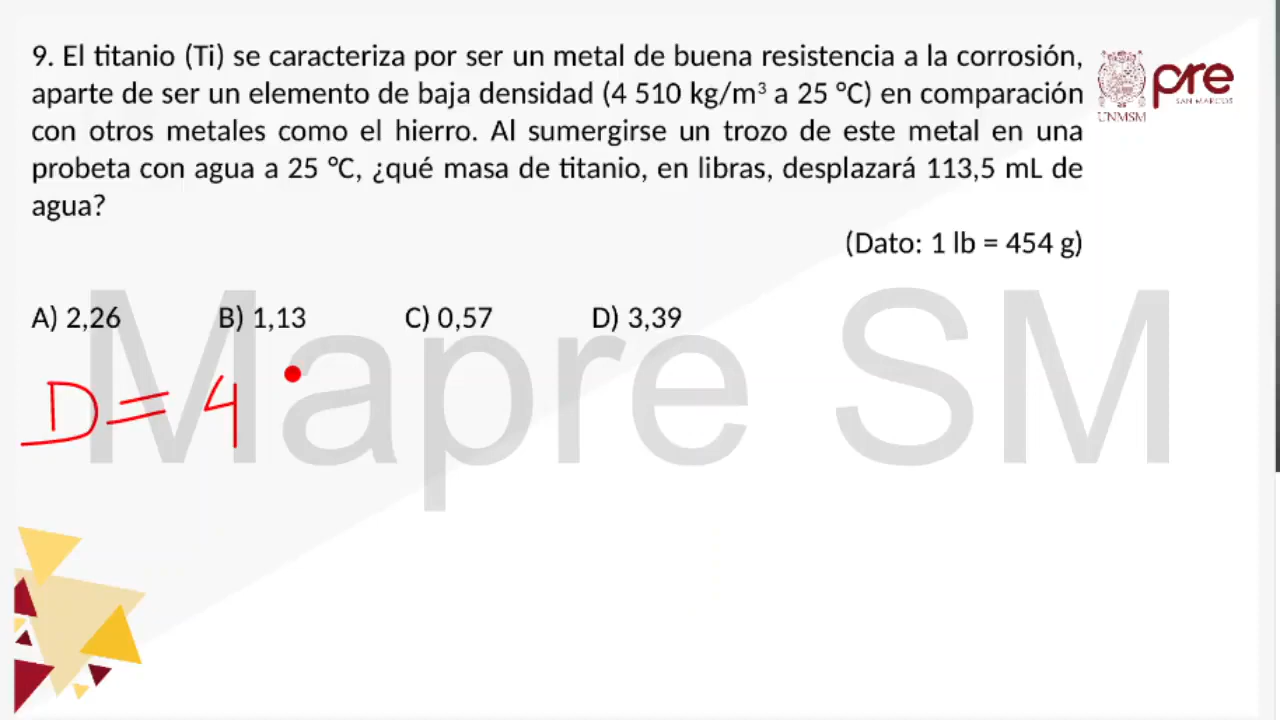 9. El titanio (Ti) se caracteriza por ser un metal de buena resistencia a la corrosión,
aparte de ser un elemento de baja densidad (4 510 kg/m³ a 25 °C) en comparación
con otros metales como el hierro. Al sumergirse un trozo de este metal en una
probeta con agua a 25 °C, ¿qué masa de titanio, en libras, desplazará 113,5 mL de
agua?
(Dato: 1 lb = 454 g)
A) 2,26 B) 1,13 C) 0,57 D) 3,39
D = 4
Mapre SM
pre
SAN MARCOS
UNMSM